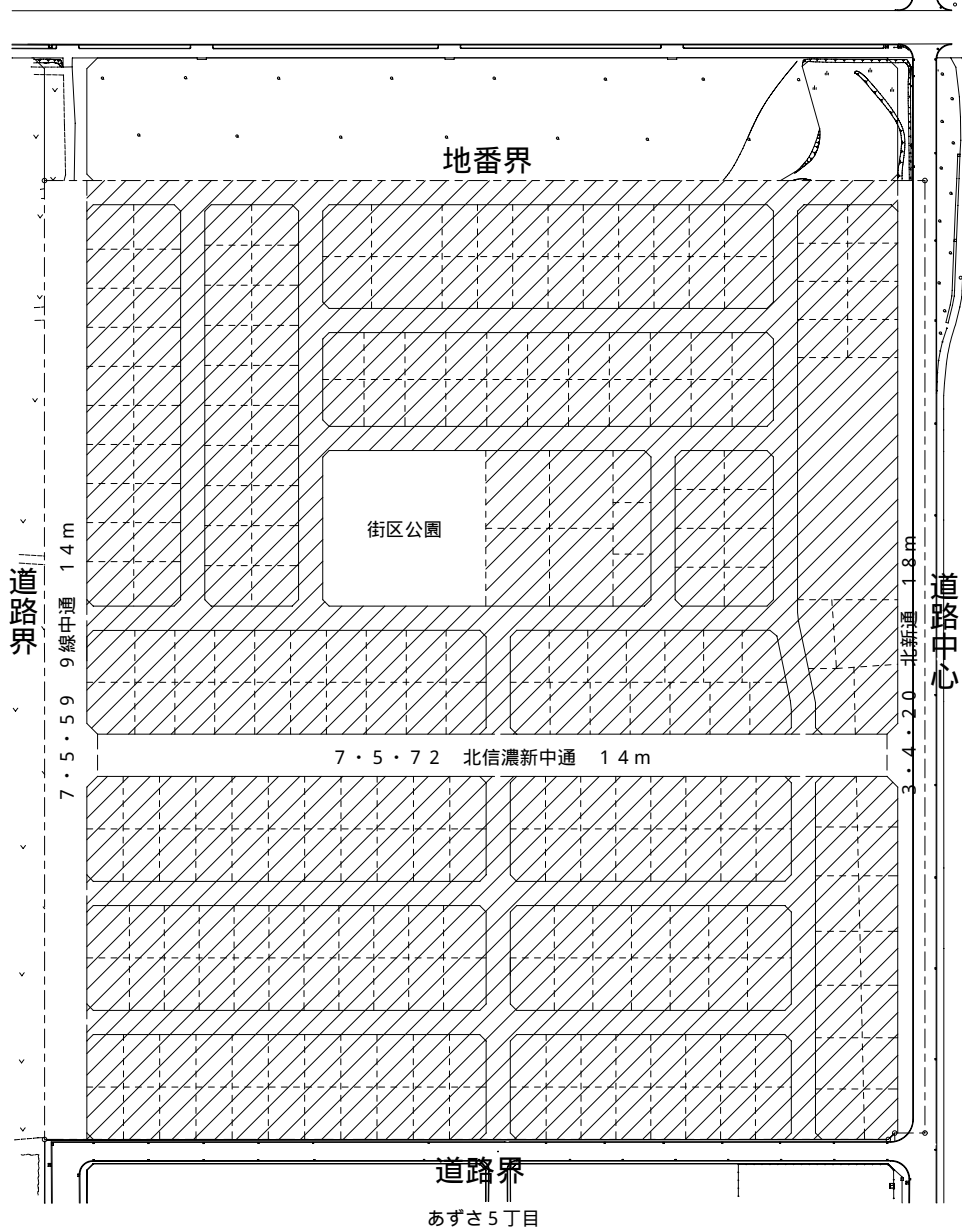 地番界
街区公園
道路界
7・5・59 9線中通 14m
3・4・20 北新通 18m
道路中心
7・5・72 北信濃新中通 14m
道路界
あずさ5丁目